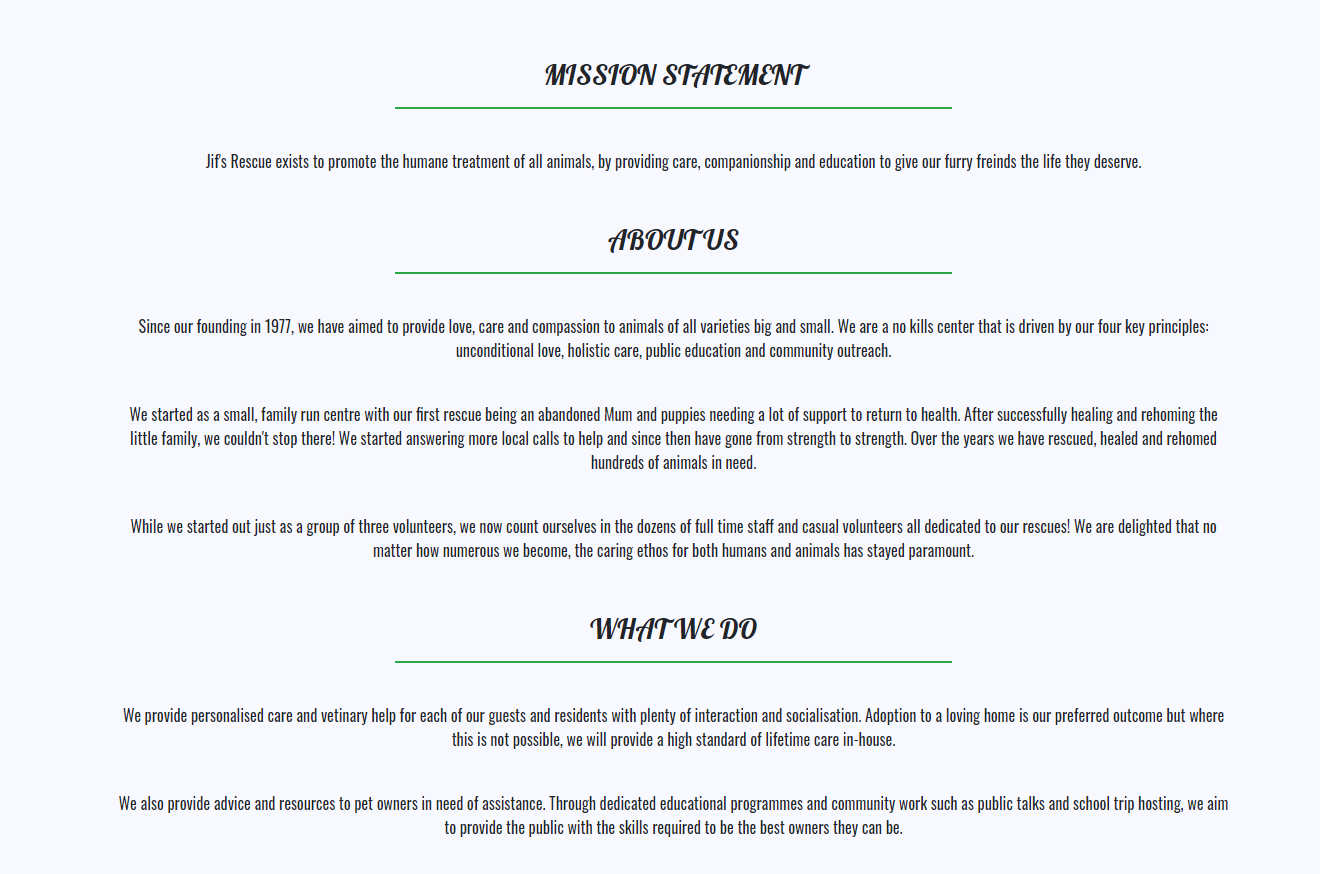 MISSION STATEMENT
Jif's Rescue exists to promote the humane treatment of all animals, by providing care, companionship and education to give our furry freinds the life they deserve.
ABOUT US
Since our founding in 1977, we have aimed to provide love, care and compassion to animals of all varieties big and small. We are a no kills center that is driven by our four key principles:
unconditional love, holistic care, public education and community outreach.
We started as a small, family run centre with our first rescue being an abandoned Mum and puppies needing a lot of support to return to health. After successfully healing and rehoming the
little family, we couldn't stop there! We started answering more local calls to help and since then have gone from strength to strength. Over the years we have rescued, healed and rehomed
hundreds of animals in need.
While we started out just as a group of three volunteers, we now count ourselves in the dozens of full time staff and casual volunteers all dedicated to our rescues! We are delighted that no
matter how numerous we become, the caring ethos for both humans and animals has stayed paramount.
WHAT WE DO
We provide personalised care and vetinary help for each of our guests and residents with plenty of interaction and socialisation. Adoption to a loving home is our preferred outcome but where
this is not possible, we will provide a high standard of lifetime care in-house.
We also provide advice and resources to pet owners in need of assistance. Through dedicated educational programmes and community work such as public talks and school trip hosting, we aim
to provide the public with the skills required to be the best owners they can be.